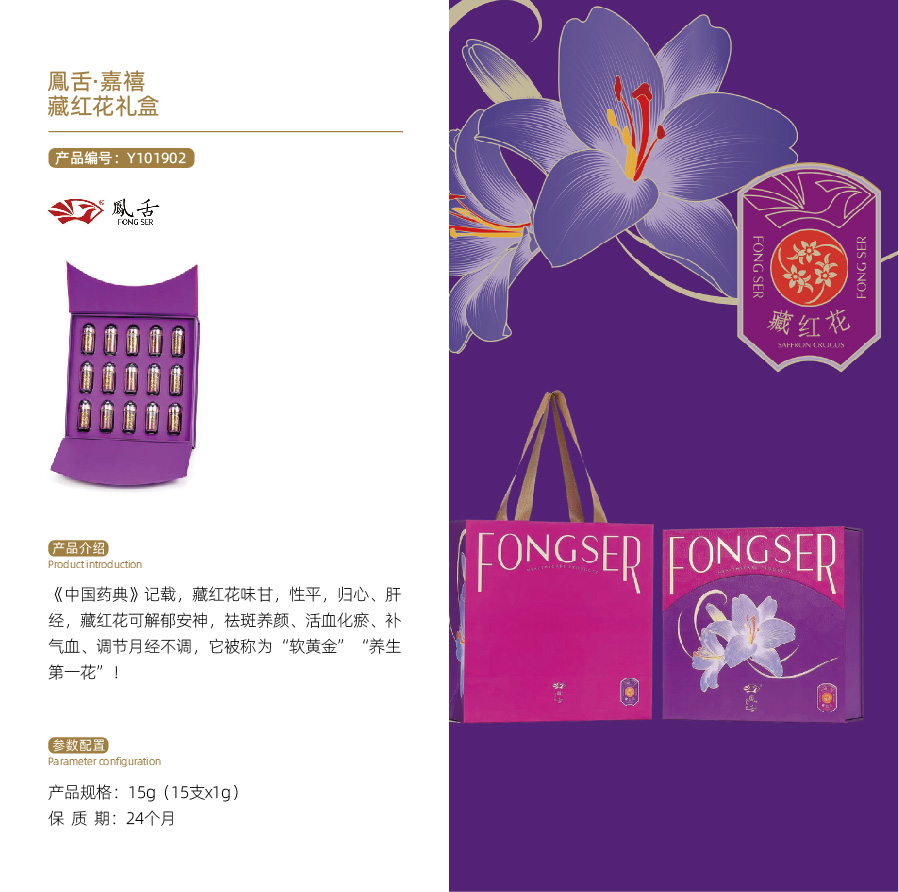 鳳舌·嘉禧
藏红花礼盒
产品编号：Y101902
鳳舌
FONG SER
产品介绍
Product introduction
《中国药典》记载，藏红花味甘，性平，归心、肝
经，藏红花可解郁安神，祛斑养颜、活血化瘀、补
气血、调节月经不调，它被称为“软黄金”“养生
第一花”！
参数配置
Parameter configuration
产品规格：15g（15支x1g）
保 质 期：24个月
FONG SER
FONG SER
藏红花
SAFFRON CROCUS
FONGSER
FONGSER